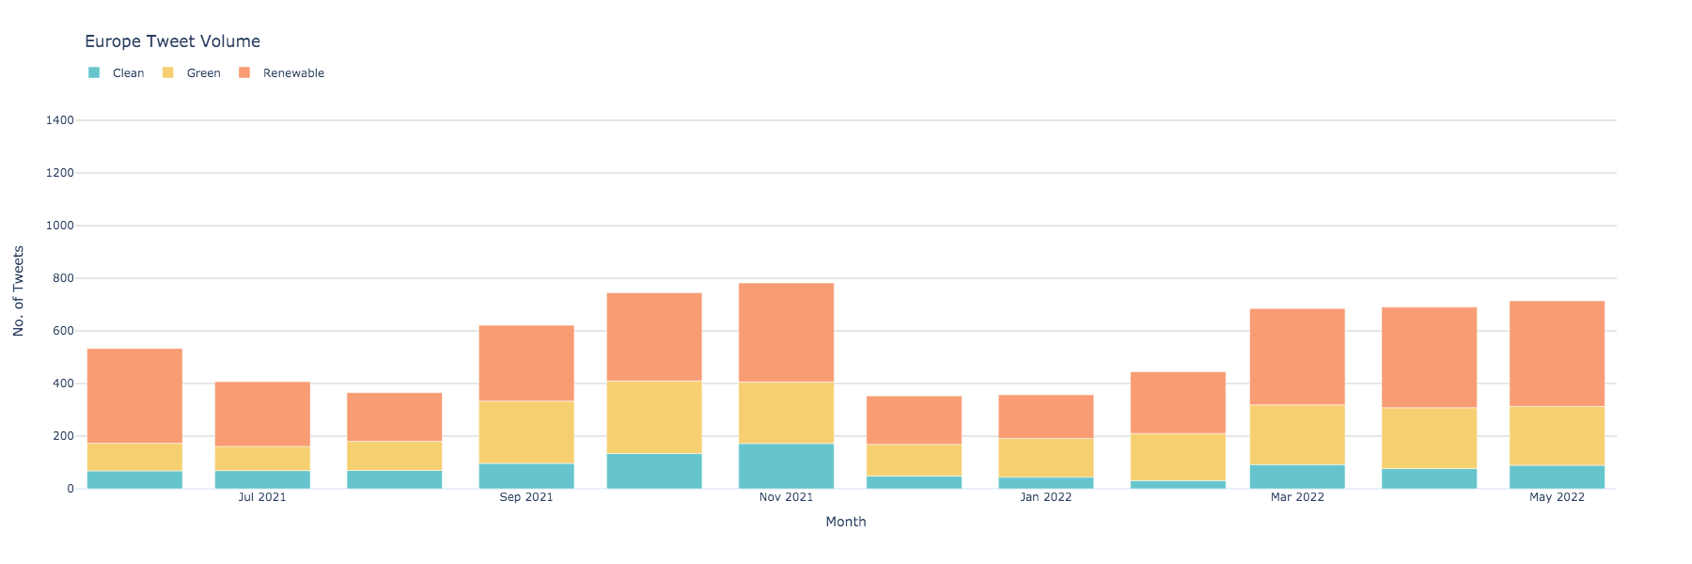 Europe Tweet Volume
Clean Green Renewable
1400
1200
1000
800
600
400
200
0
No. of Tweets
Jul 2021 Sep 2021 Nov 2021 Jan 2022 Mar 2022 May 2022
Month